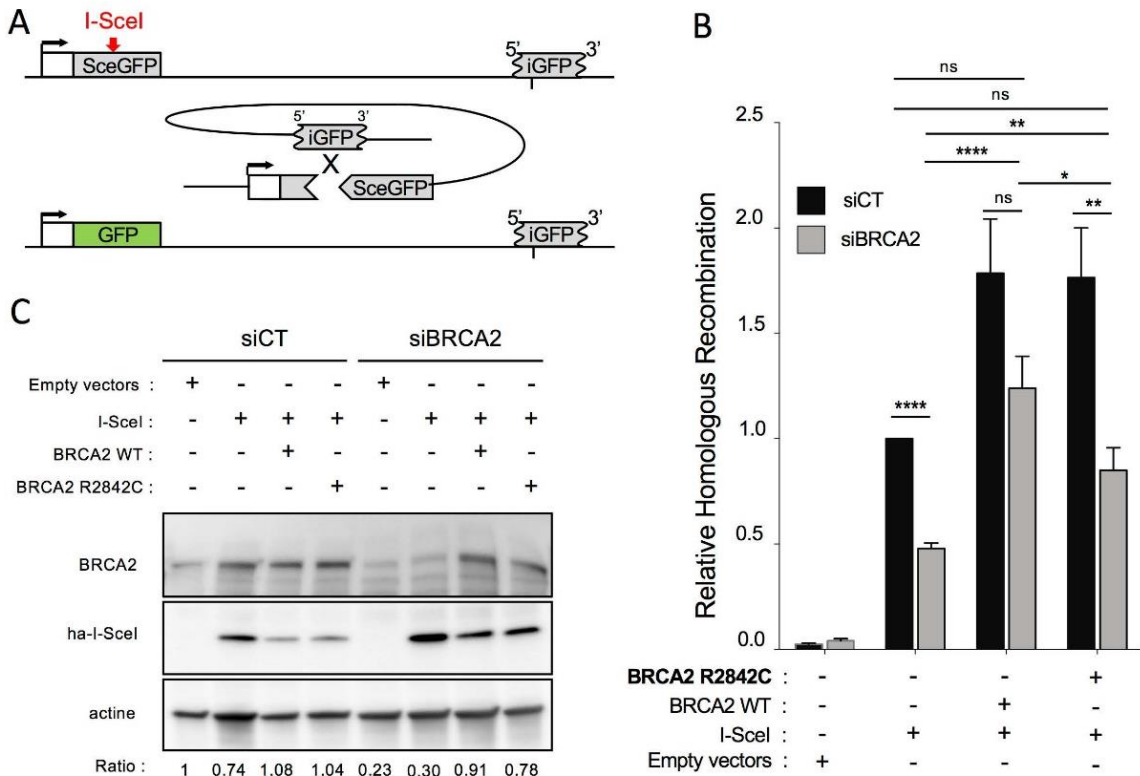 A
I-SceI
SceGFP
5’ 3’
iGFP
5’ 3’
iGFP
X
SceGFP
GFP
5’ 3’
iGFP
B
ns
ns
**
****
*
ns
**
****
siCT
siBRCA2
Relative Homologous Recombination
2.5
2.0
1.5
1.0
0.5
0.0
BRCA2 R2842C : - - - +
BRCA2 WT : - - + -
I-SceI : - + + +
Empty vectors : + - - -
C
siCT siBRCA2
Empty vectors : + - - - + - - -
I-SceI : - + + + - + + +
BRCA2 WT : - - + - - - + -
BRCA2 R2842C : - - - + - - - +
BRCA2
ha-I-SceI
actine
Ratio : 1 0.74 1.08 1.04 0.23 0.30 0.91 0.78